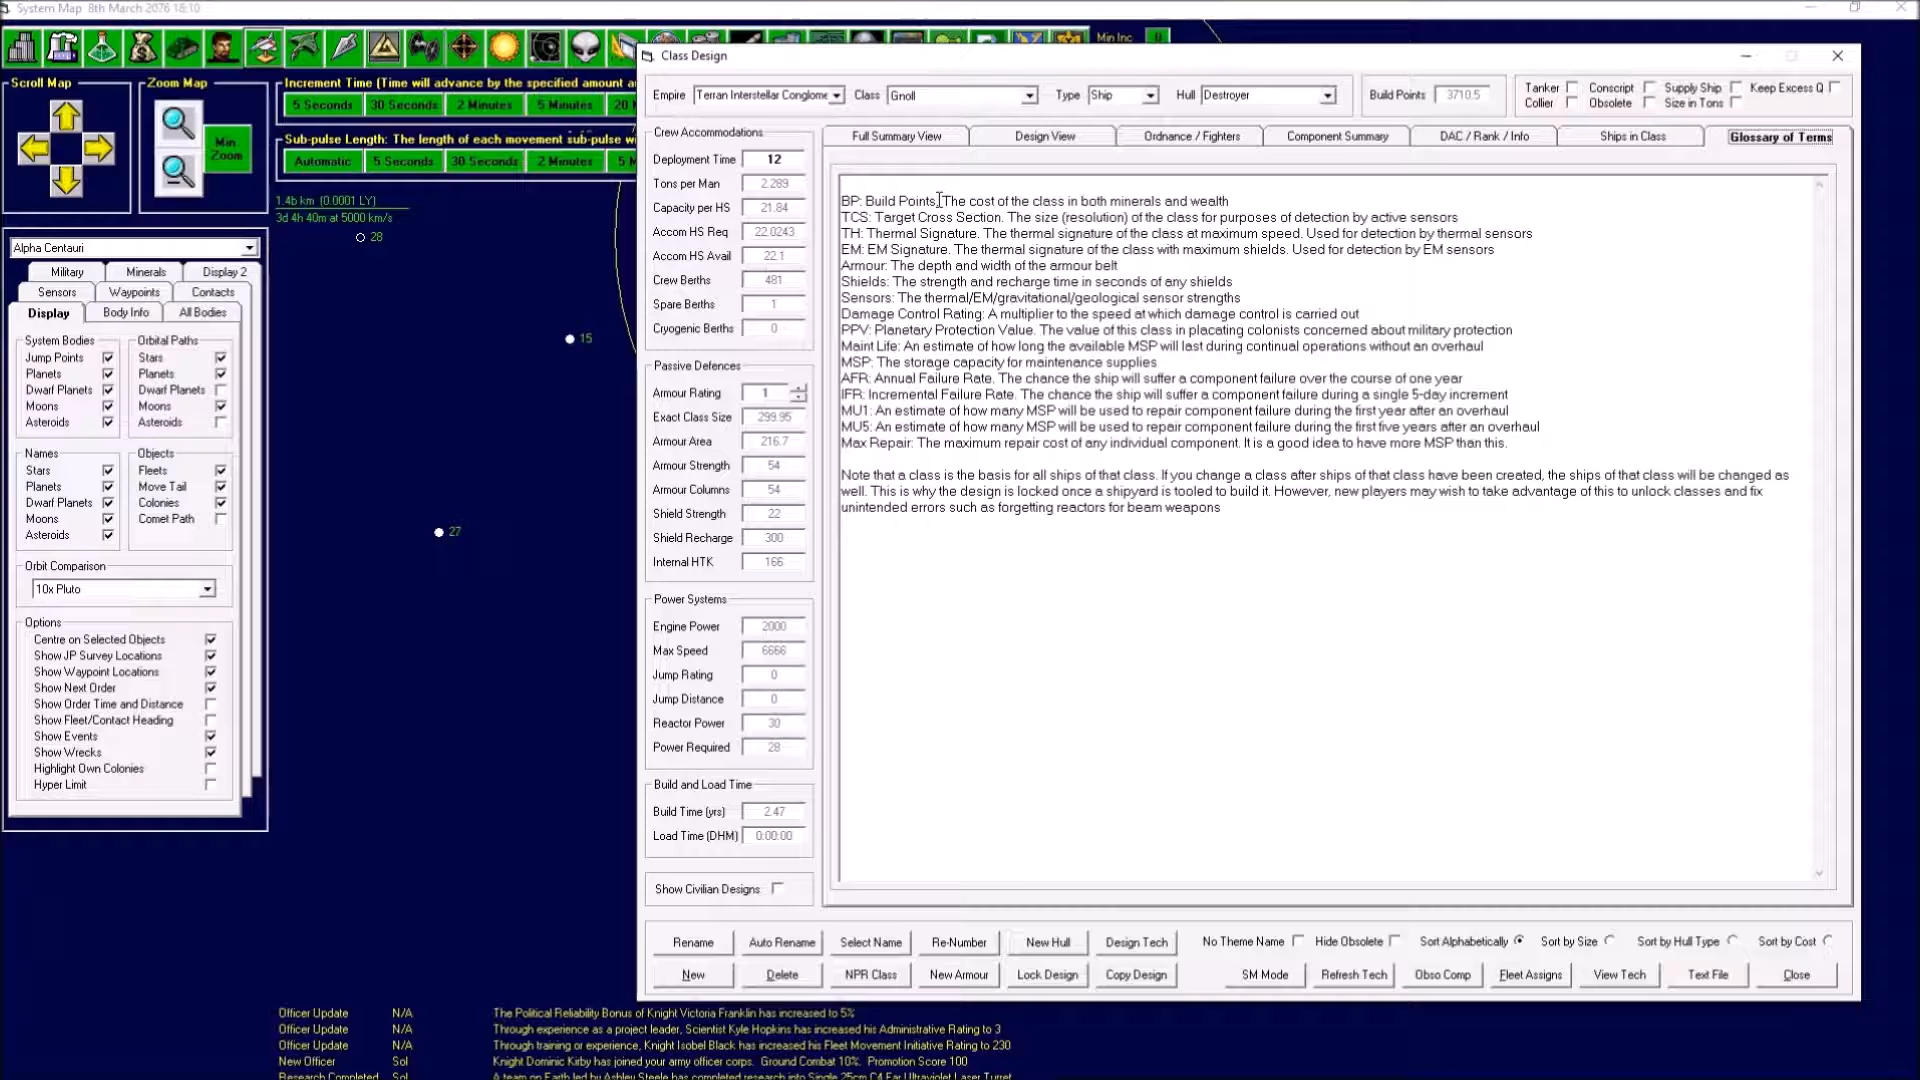 System Map 8th March 2076 18:10
Min Inc
Scroll Map
Zoom Map
Min Zoom
Increment Time (Time will advance by the specified amount
5 Seconds 30 Seconds 2 Minutes 5 Minutes 20
Sub-pulse Length: The length of each movement sub-pulse
Automatic 5 Seconds 30 Seconds 2 Minutes 5
1.4b km (0.0001 LY)
3d 4h 40m at 5000 km/s
28
15
27
Alpha Centauri
Military Minerals Display 2
Sensors Waypoints Contacts
Display Body Info All Bodies
System Bodies
Jump Points
Planets
Dwarf Planets
Moons
Asteroids
Orbital Paths
Stars
Planets
Dwarf Planets
Moons
Asteroids
Names
Stars
Planets
Dwarf Planets
Moons
Asteroids
Objects
Fleets
Move Tail
Colonies
Comet Path
Orbit Comparison
10x Pluto
Options
Centre on Selected Objects
Show JP Survey Locations
Show Waypoint Locations
Show Next Order
Show Order Time and Distance
Show Fleet/Contact Heading
Show Events
Show Wrecks
Highlight Own Colonies
Hyper Limit
Class Design
Empire Terran Interstellar Conglome Class Gnoll Type Ship Hull Destroyer Build Points 3710.5
Tanker Conscript Supply Ship Keep Excess Q
Collier Obsolete Size in Tons
Crew Accommodations
Deployment Time 12
Tons per Man 2.289
Capacity per HS 21.84
Accom HS Req 22.0243
Accom HS Avail 22.1
Crew Berths 481
Spare Berths 1
Cryogenic Berths 0
Passive Defences
Armour Rating 1
Exact Class Size 299.95
Armour Area 216.7
Armour Strength 54
Armour Columns 54
Shield Strength 22
Shield Recharge 300
Internal HTK 166
Power Systems
Engine Power 2000
Max Speed 6666
Jump Rating 0
Jump Distance 0
Reactor Power 30
Power Required 28
Build and Load Time
Build Time (yrs) 2.47
Load Time (DHM) 0:00:00
Show Civilian Designs
Full Summary View Design View Ordnance / Fighters Component Summary DAC / Rank / Info Ships in Class Glossary of Terms
BP: Build Points. The cost of the class in both minerals and wealth
TCS: Target Cross Section. The size (resolution) of the class for purposes of detection by active sensors
TH: Thermal Signature. The thermal signature of the class at maximum speed. Used for detection by thermal sensors
EM: EM Signature. The thermal signature of the class with maximum shields. Used for detection by EM sensors
Armour: The depth and width of the armour belt
Shields: The strength and recharge time in seconds of any shields
Sensors: The thermal/EM/gravitational/geological sensor strengths
Damage Control Rating: A multiplier to the speed at which damage control is carried out
PPV: Planetary Protection Value. The value of this class in placating colonists concerned about military protection
Maint Life: An estimate of how long the available MSP will last during continual operations without an overhaul
MSP: The storage capacity for maintenance supplies
AFR: Annual Failure Rate. The chance the ship will suffer a component failure over the course of one year
IFR: Incremental Failure Rate. The chance the ship will suffer a component failure during a single 5-day increment
MU1: An estimate of how many MSP will be used to repair component failure during the first year after an overhaul
MU5: An estimate of how many MSP will be used to repair component failure during the first five years after an overhaul
Max Repair: The maximum repair cost of any individual component. It is a good idea to have more MSP than this.
Note that a class is the basis for all ships of that class. If you change a class after ships of that class have been created, the ships of that class will be changed as
well. This is why the design is locked once a shipyard is tooled to build it. However, new players may wish to take advantage of this to unlock classes and fix
unintended errors such as forgetting reactors for beam weapons
Rename Auto Rename Select Name Re-Number New Hull Design Tech No Theme Name Hide Obsolete Sort Alphabetically Sort by Size Sort by Hull Type Sort by Cost
New Delete NPR Class New Armour Lock Design Copy Design SM Mode Refresh Tech Obso Comp Fleet Assigns View Tech Text File Close
Officer Update N/A The Political Reliability Bonus of Knight Victoria Franklin has increased to 5%
Officer Update N/A Through experience as a project leader, Scientist Kyle Hopkins has increased his Administrative Rating to 3
Officer Update N/A Through training or experience, Knight Isobel Black has increased his Fleet Movement Initiative Rating to 230
New Officer Sol Knight Dominic Kirby has joined your army officer corps. Ground Combat 10%. Promotion Score 100
Research Completed Sol A team on Earth led by Ashley Steele has completed research into Single 25cm C4 Far Ultraviolet Laser Turret